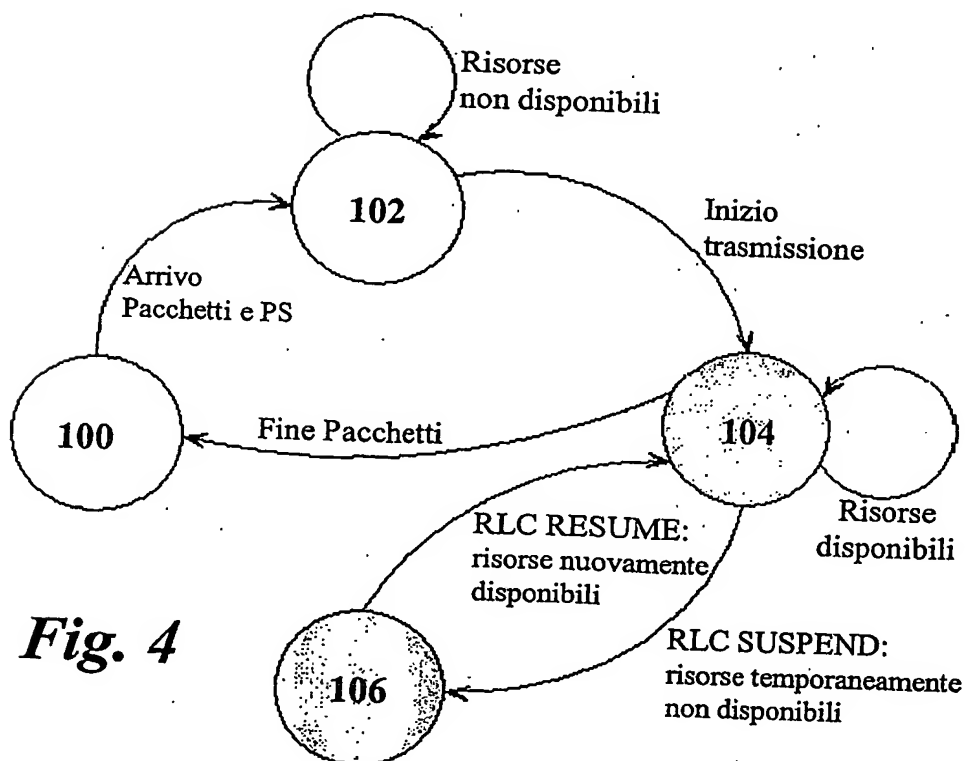 Risorse
non disponibili
102
Inizio
trasmissione
Arrivo
Pacchetti e PS
100
Fine Pacchetti
104
Risorse
disponibili
RLC RESUME:
risorse nuovamente
disponibili
Fig. 4
106
RLC SUSPEND:
risorse temporaneamente
non disponibili